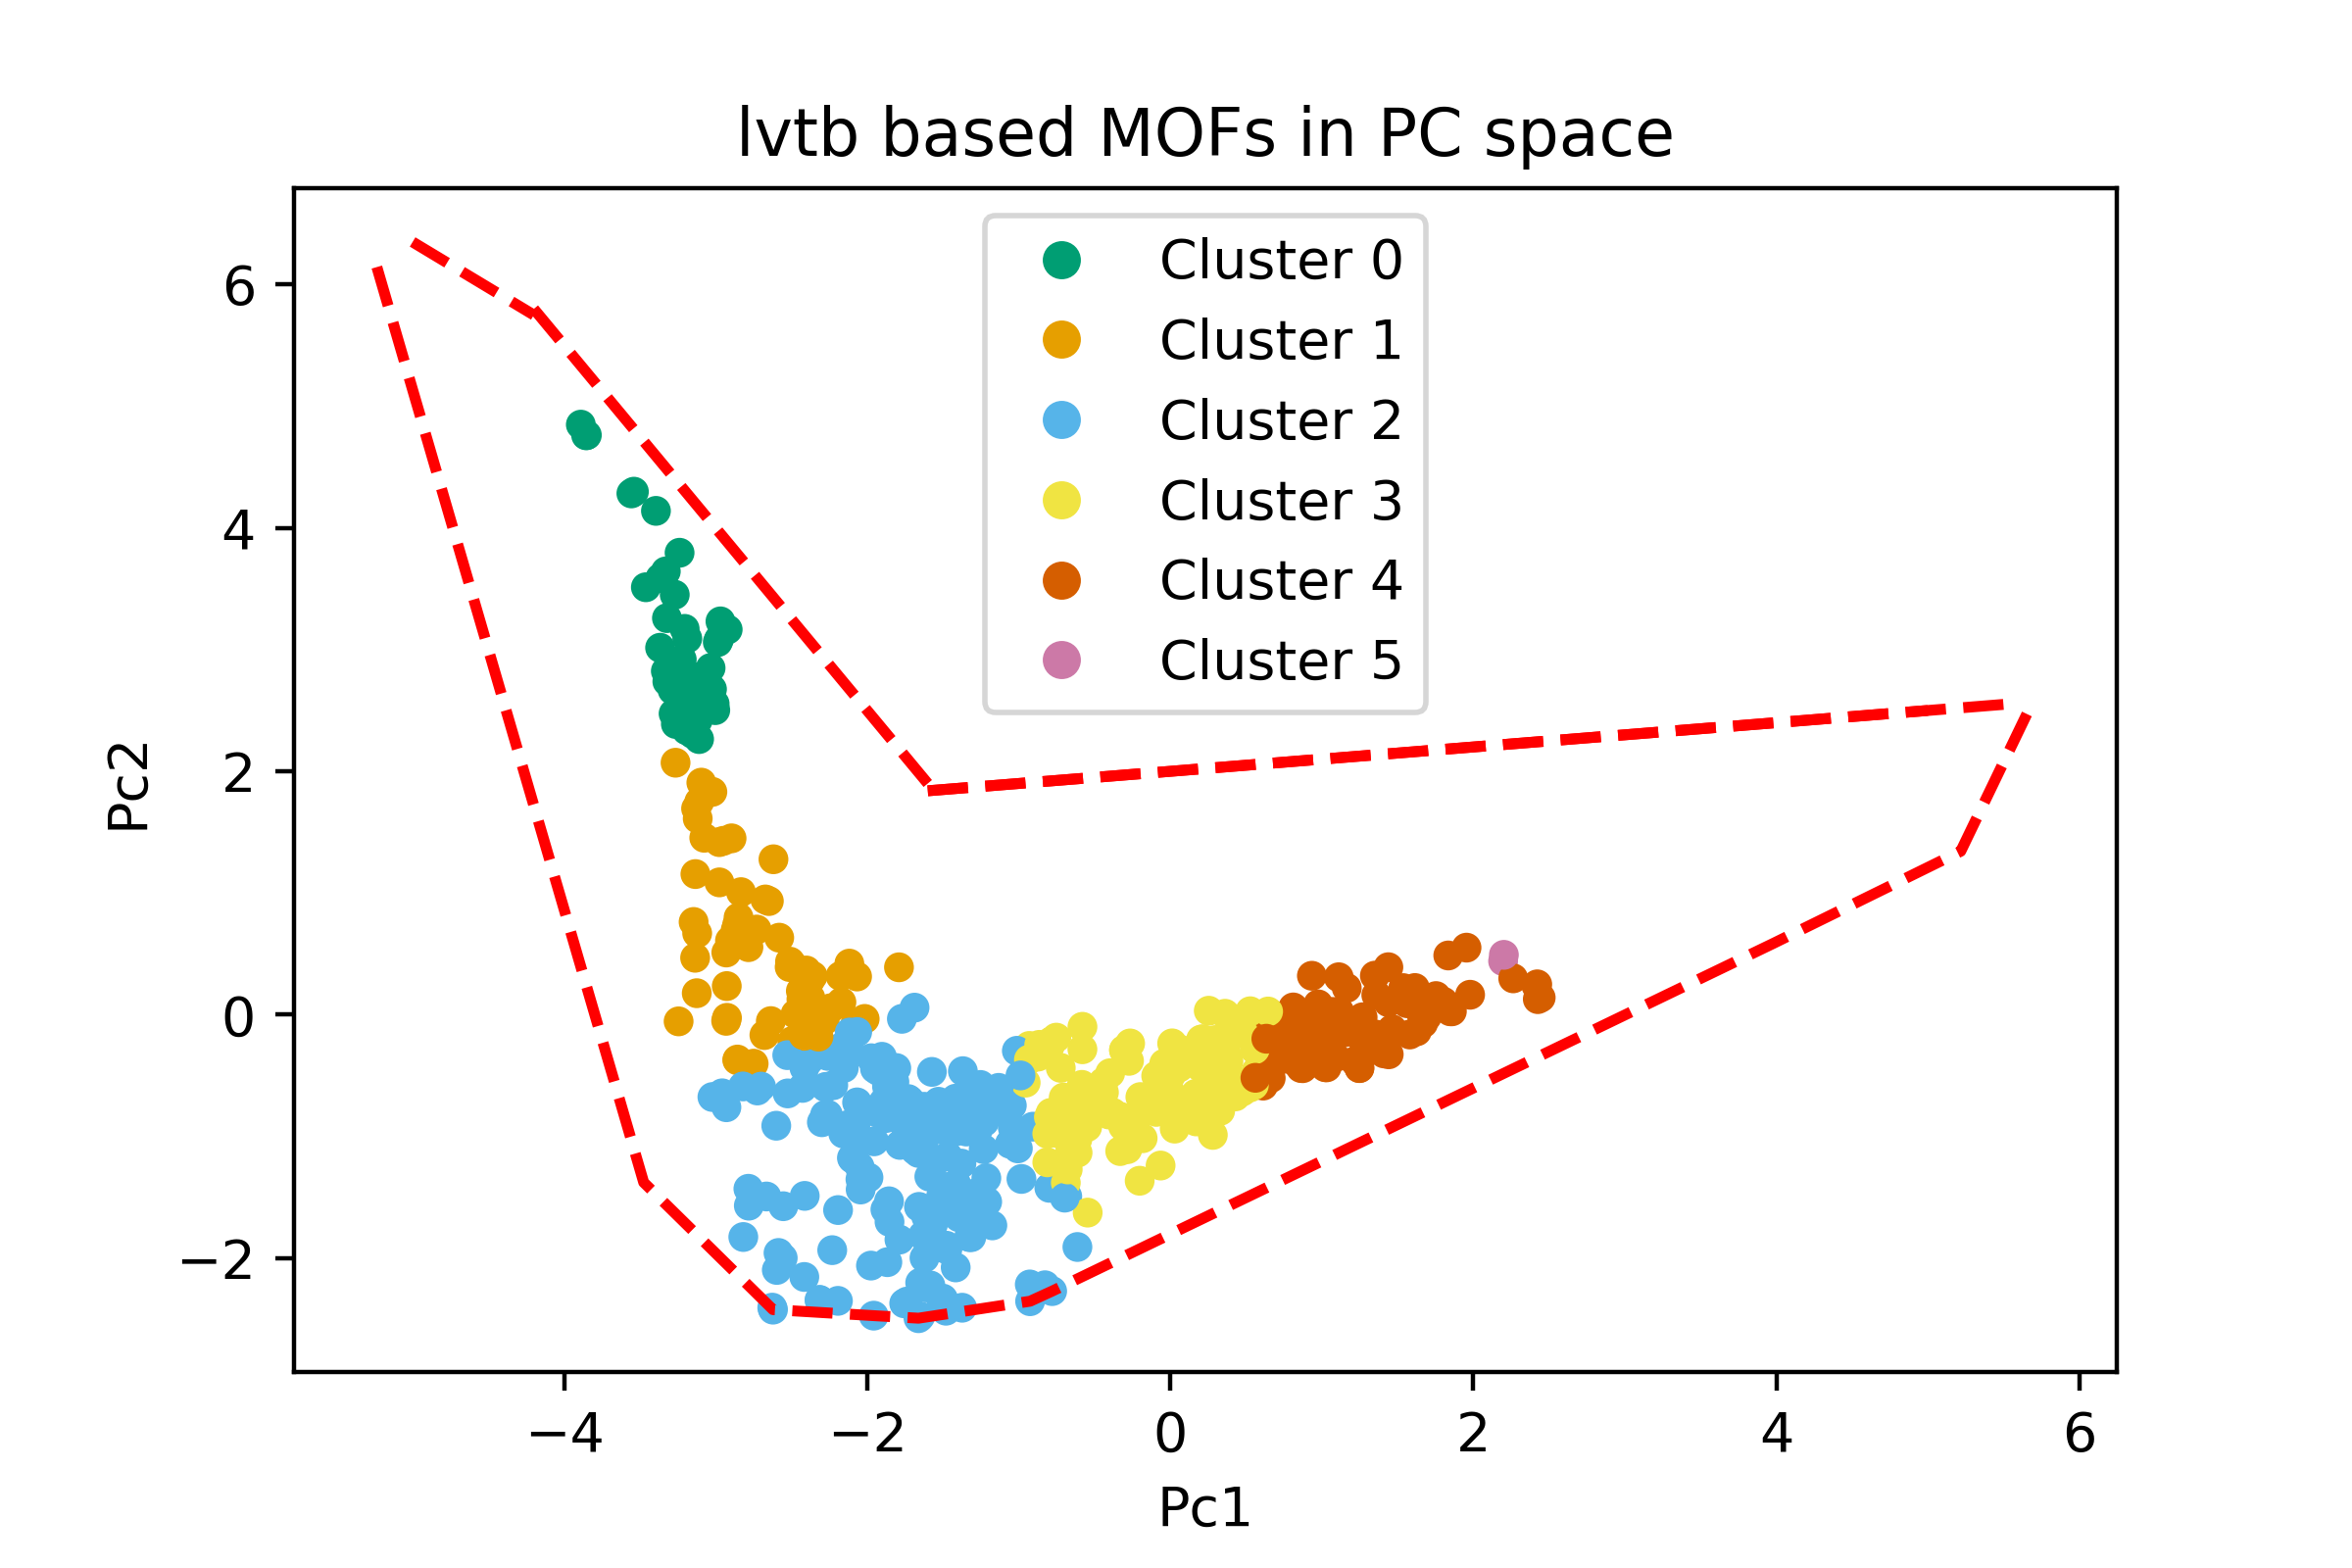 lvtb based MOFs in PC space
Cluster 0
Cluster 1
Cluster 2
Cluster 3
Cluster 4
Cluster 5
6
4
2
0
−2
Pc2
−4
−2
0
2
4
6
Pc1